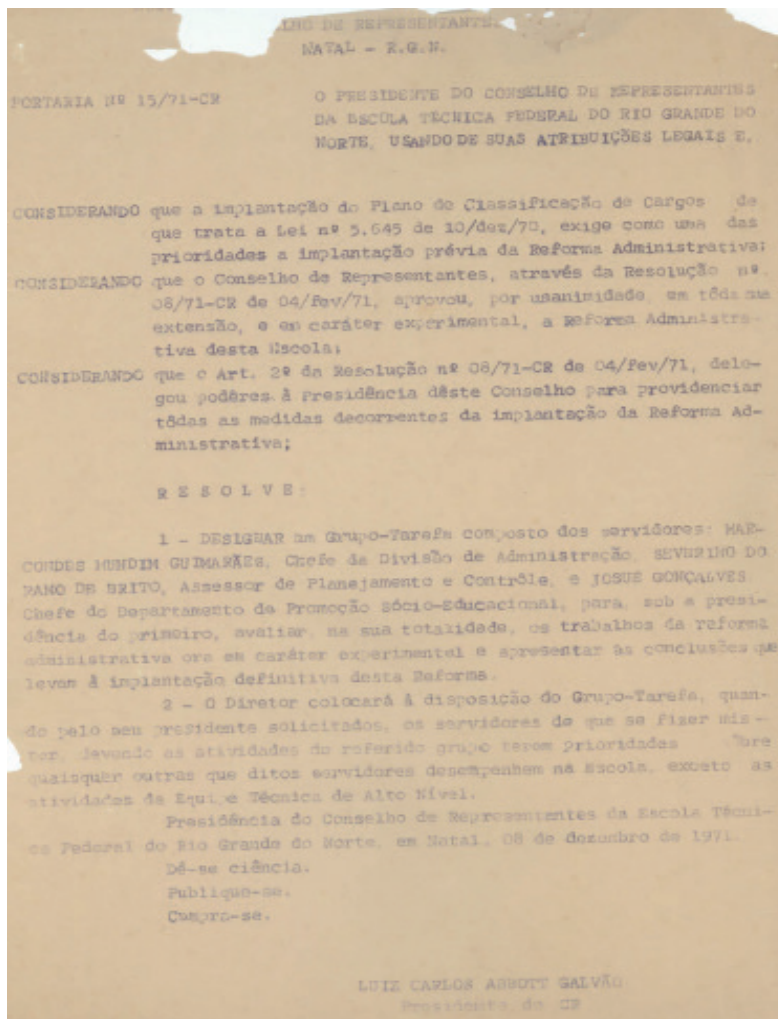 LHO DE REPRESENTANTES
NATAL - R.G.N.
PORTARIA Nº 15/71-CR
O PRESIDENTE DO CONSELHO DE REPRESENTANTES
DA ESCOLA TÉCNICA FEDERAL DO RIO GRANDE DO
NORTE, USANDO DE SUAS ATRIBUIÇÕES LEGAIS E,
CONSIDERANDO que a implantação do Plano de Classificação de Cargos de
que trata a Lei nº 5.645 de 10/dez/70, exige como uma das
prioridades a implantação prévia da Reforma Administrativa;
CONSIDERANDO que o Conselho de Representantes, através da Resolução nº.
08/71-CR de 04/fev/71, aprovou, por unanimidade, em tôda sua
extensão, e em caráter experimental, a Reforma Administra-
tiva desta Escola;
CONSIDERANDO que o Art. 2º da Resolução nº 08/71-CR de 04/fev/71, dele-
gou podêres à Presidência dêste Conselho para providenciar
tôdas as medidas decorrentes da implantação da Reforma Ad-
ministrativa;
R E S O L V E:
1 - DESIGNAR um Grupo-Tarefa composto dos servidores: MAR-
CONDES MUNDIM GUIMARÃES, Chefe da Divisão de Administração, SEVERINO DO
RAMO DE BRITO, Assessor de Planejamento e Contrôle, e JOSUÉ GONÇALVES
Chefe do Departamento de Promoção Sócio-Educacional, para, sob a presi-
dência do primeiro, avaliar, na sua totalidade, os trabalhos da reforma
administrativa ora em caráter experimental e apresentar as conclusões que
levam à implantação definitiva desta Reforma.
2 - O Diretor colocará à disposição do Grupo-Tarefa, quan-
do pelo seu presidente solicitados, os servidores de que se fizer mis-
ter, devendo as atividades do referido grupo terem prioridades bre
quaisquer outras que ditos servidores desempenhem na Escola, exceto as
atividades da Equipe Técnica de Alto Nível.
Presidência do Conselho de Representantes da Escola Técni-
ca Federal do Rio Grande do Norte, em Natal, 08 de dezembro de 1971.
Dê-se ciência.
Publique-se.
Cumpra-se.
LUIZ CARLOS ABBOTT GALVÃO
Presidente do CR